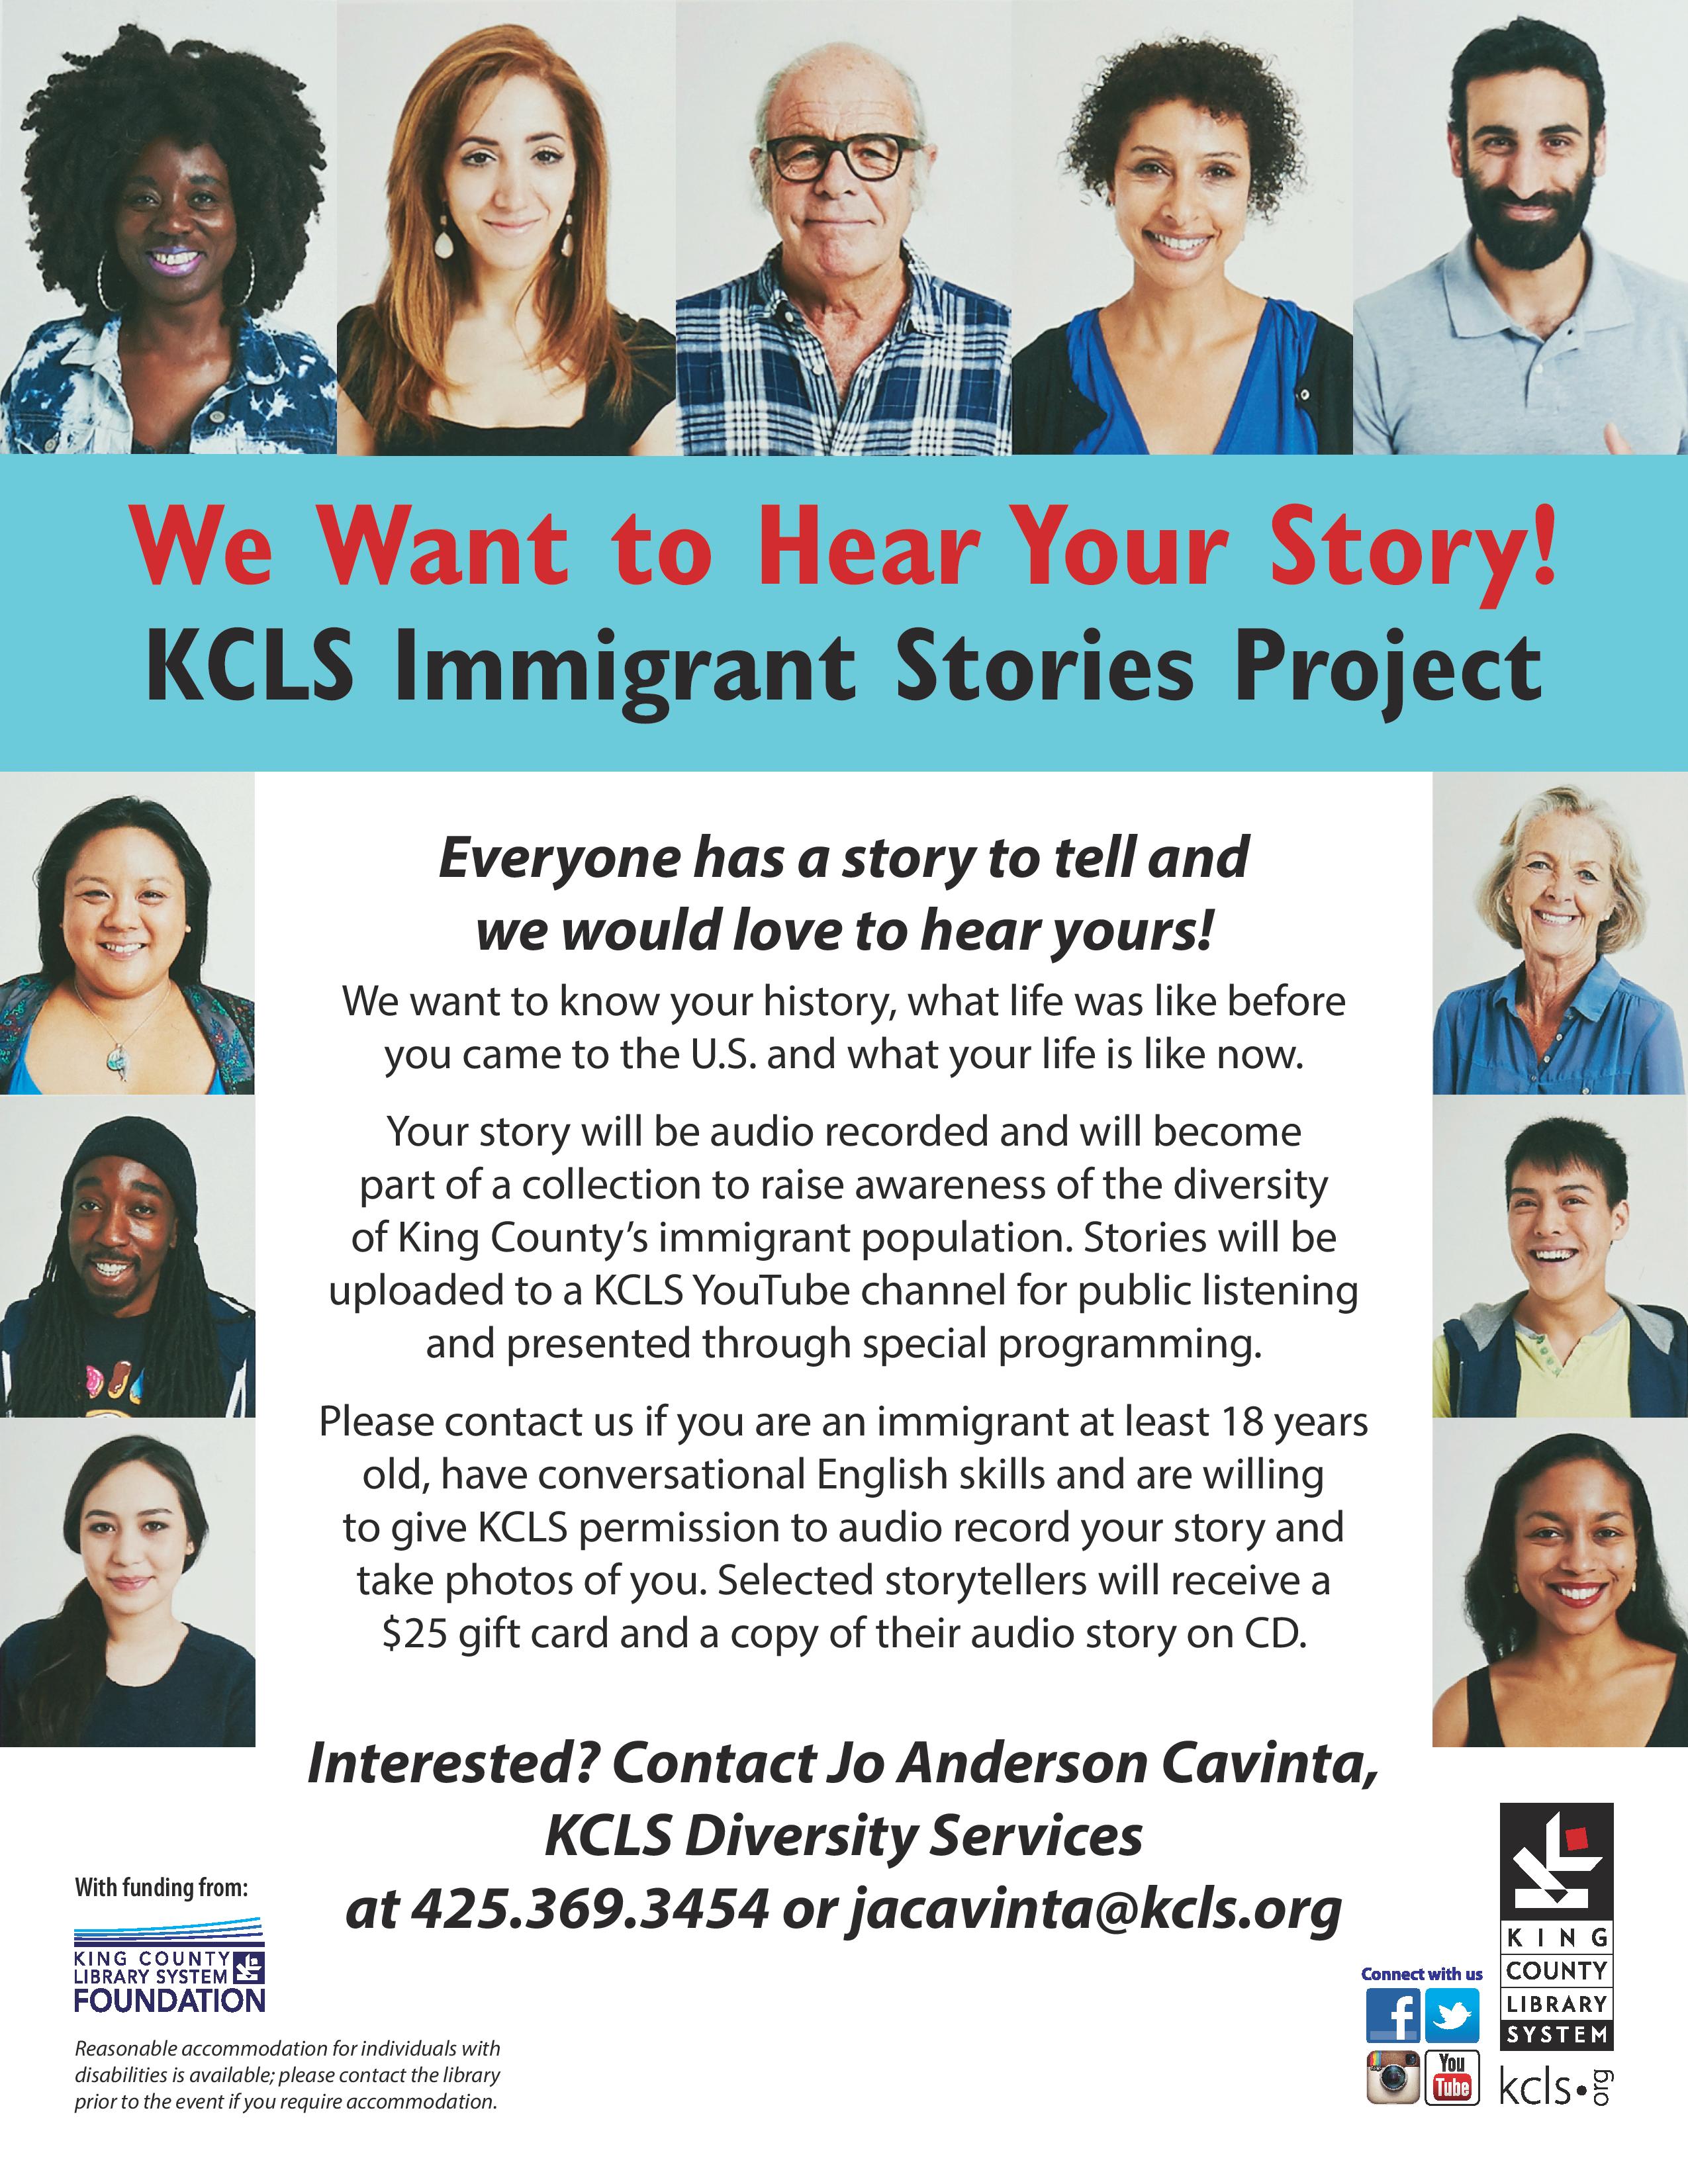 We Want to Hear Your Story!
KCLS Immigrant Stories Project
Everyone has a story to tell and
we would love to hear yours!
We want to know your history, what life was like before
you came to the U.S. and what your life is like now.
Your story will be audio recorded and will become
part of a collection to raise awareness of the diversity
of King County’s immigrant population. Stories will be
uploaded to a KCLS YouTube channel for public listening
and presented through special programming.
Please contact us if you are an immigrant at least 18 years
old, have conversational English skills and are willing
to give KCLS permission to audio record your story and
take photos of you. Selected storytellers will receive a
$25 gift card and a copy of their audio story on CD.
Interested? Contact Jo Anderson Cavinta,
KCLS Diversity Services
at 425.369.3454 or jacavinta@kcls.org
With funding from:
KING COUNTY
LIBRARY SYSTEM
FOUNDATION
Reasonable accommodation for individuals with
disabilities is available; please contact the library
prior to the event if you require accommodation.
Connect with us
f
You
Tube
KING
COUNTY
LIBRARY
SYSTEM
kcls•org